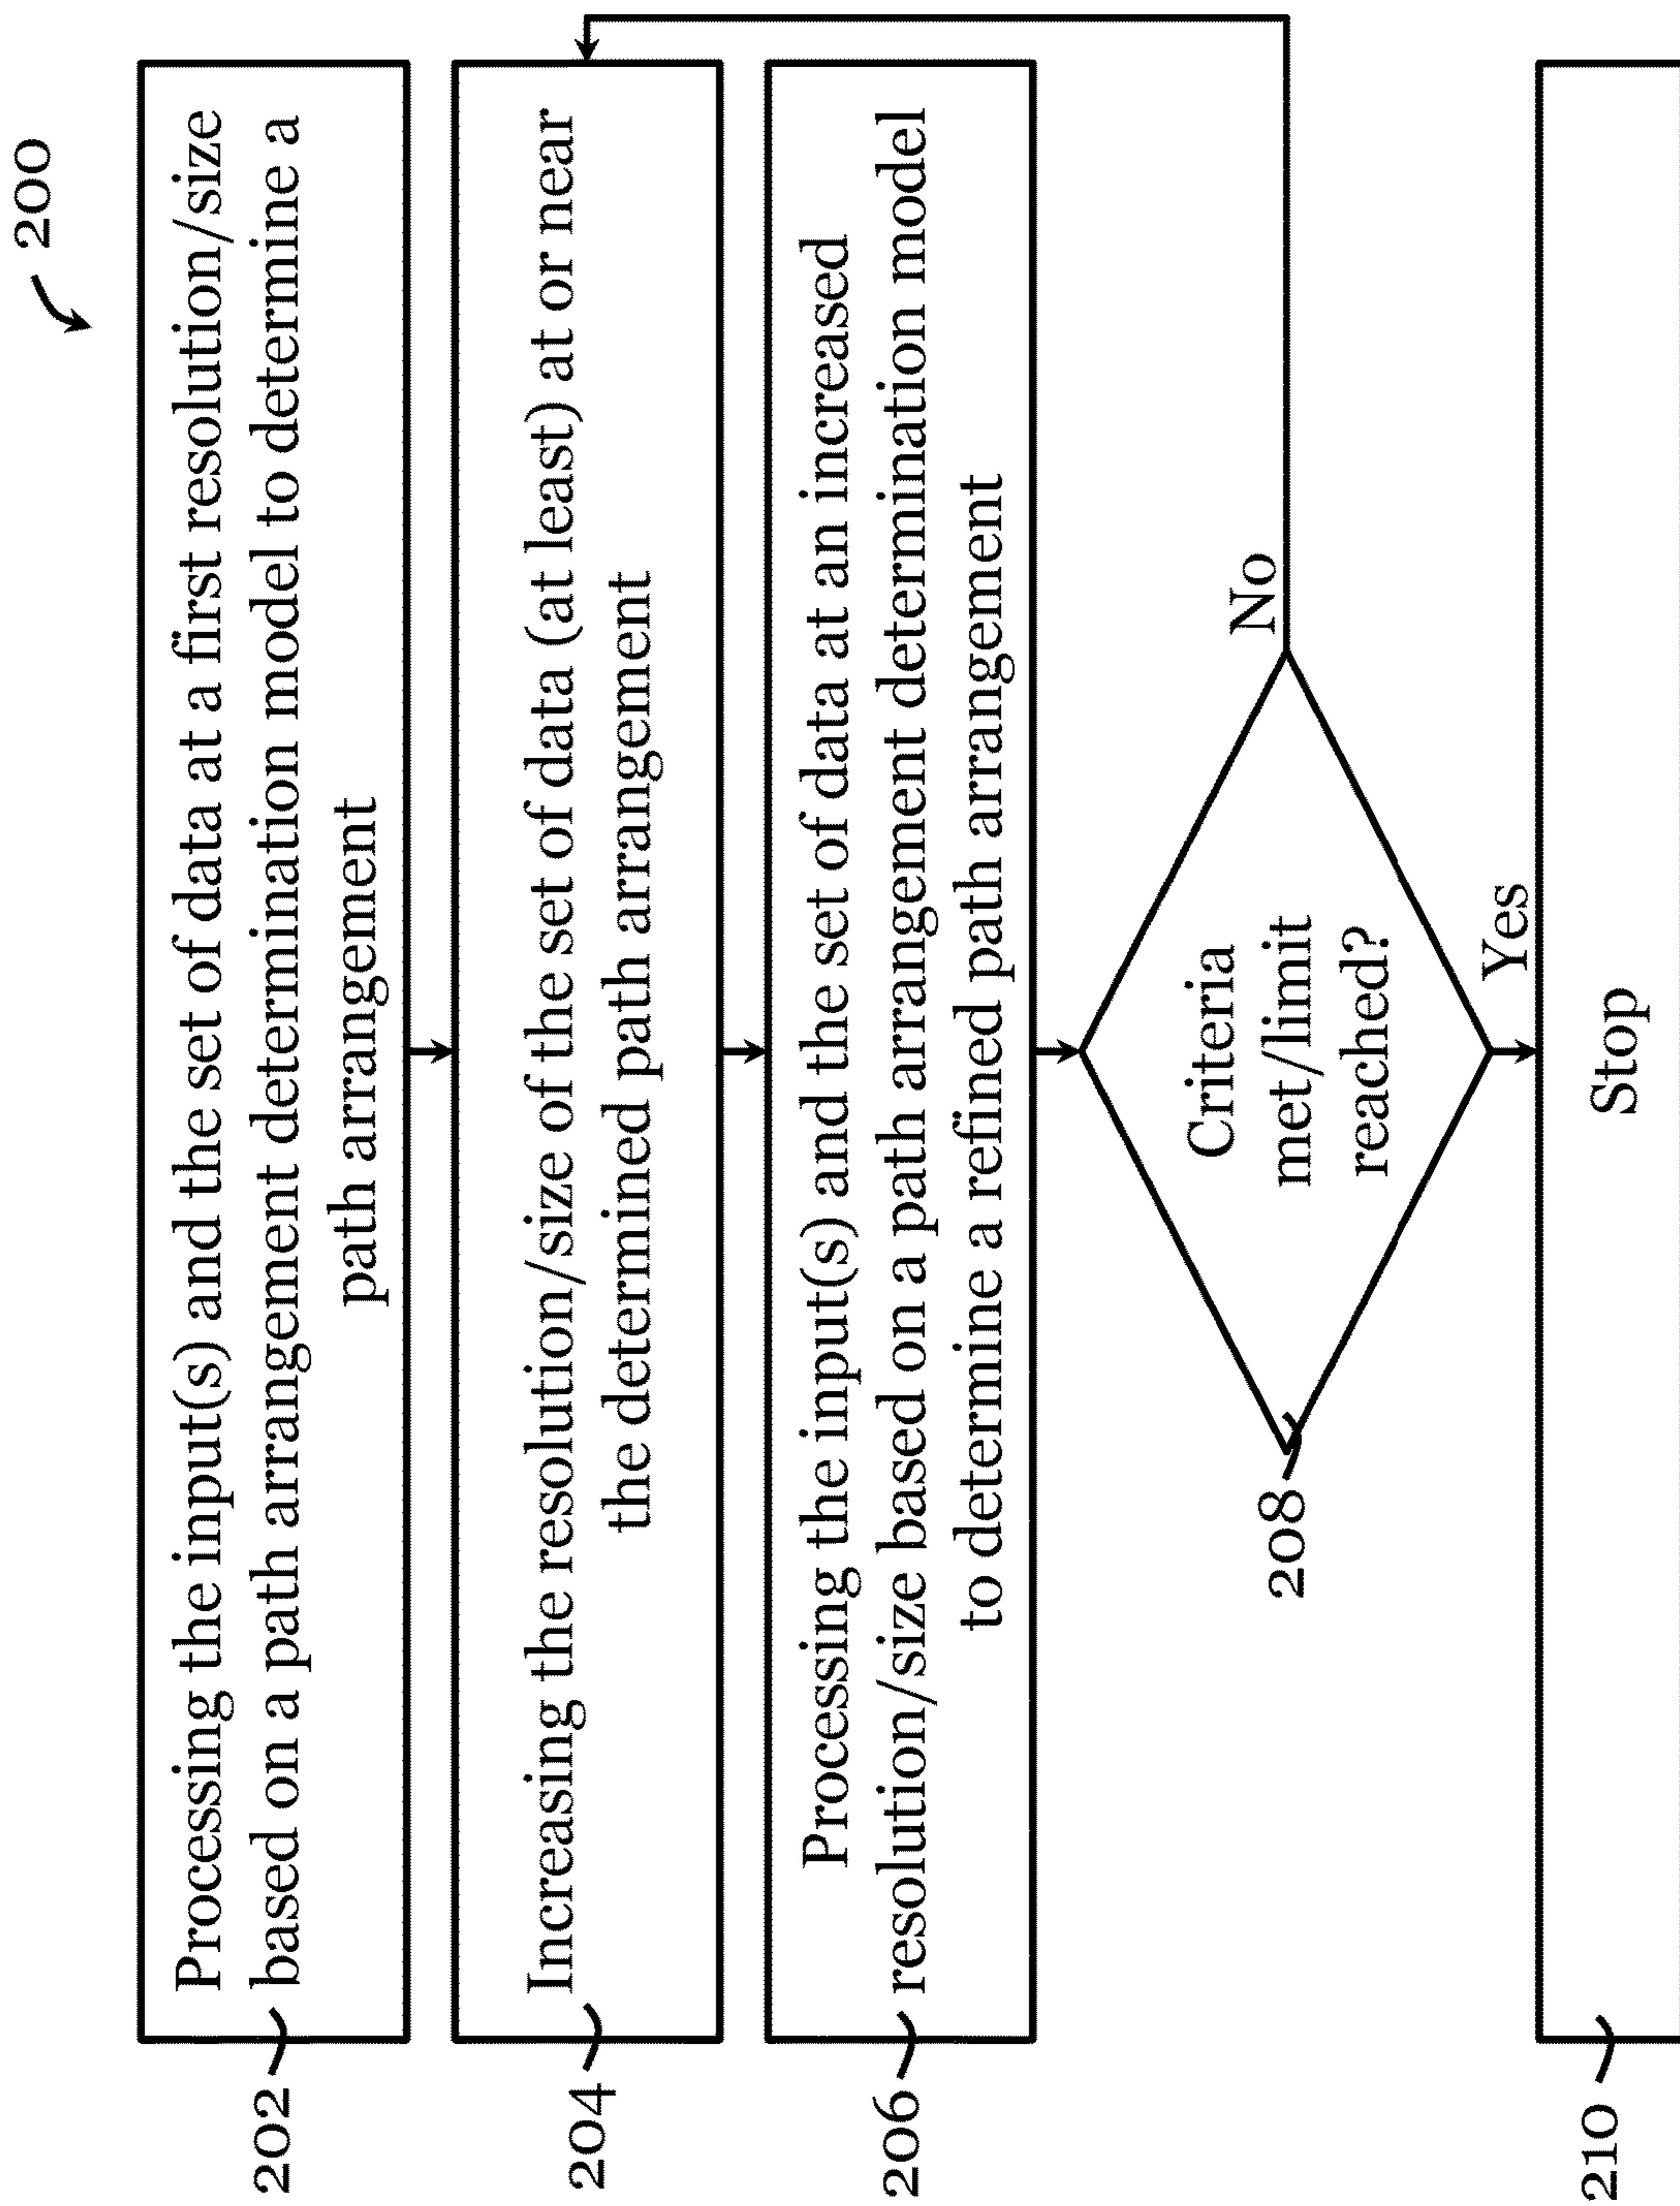 200
202
Processing the input(s) and the set of data at a first resolution/size
based on a path arrangement determination model to determine a
path arrangement
204
Increasing the resolution/size of the set of data (at least) at or near
the determined path arrangement
206
Processing the input(s) and the set of data at an increased
resolution/size based on a path arrangement determination model
to determine a refined path arrangement
208
Criteria
met/limit
reached?
No
Yes
210
Stop